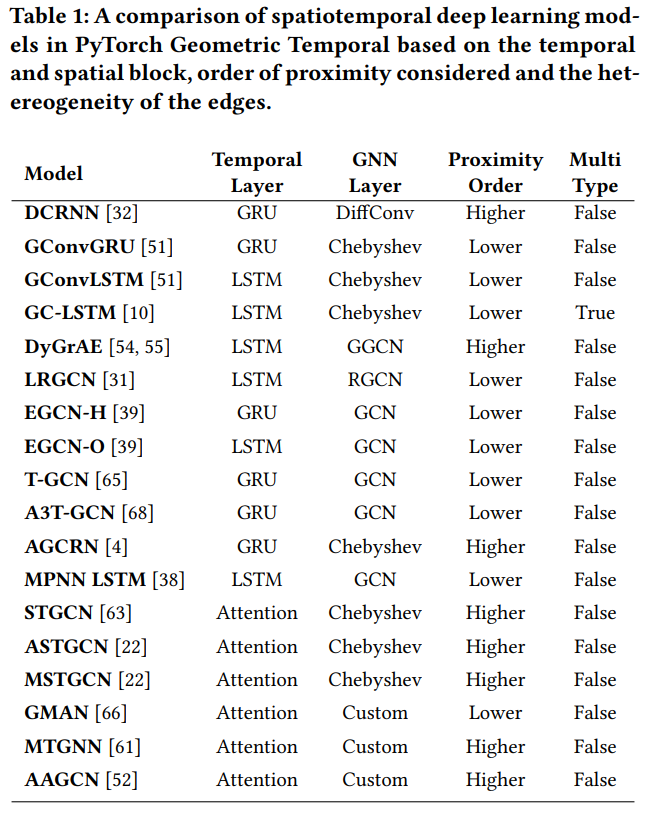 Table 1: A comparison of spatiotemporal deep learning mod-
els in PyTorch Geometric Temporal based on the temporal
and spatial block, order of proximity considered and the het-
ereogeneity of the edges.
Model Temporal Layer GNN Layer Proximity Order Multi Type
DCRNN [32] GRU DiffConv Higher False
GConvGRU [51] GRU Chebyshev Lower False
GConvLSTM [51] LSTM Chebyshev Lower False
GC-LSTM [10] LSTM Chebyshev Lower True
DyGrAE [54, 55] LSTM GGCN Higher False
LRGCN [31] LSTM RGCN Lower False
EGCN-H [39] GRU GCN Lower False
EGCN-O [39] LSTM GCN Lower False
T-GCN [65] GRU GCN Lower False
A3T-GCN [68] GRU GCN Lower False
AGCRN [4] GRU Chebyshev Higher False
MPNN LSTM [38] LSTM GCN Lower False
STGCN [63] Attention Chebyshev Higher False
ASTGCN [22] Attention Chebyshev Higher False
MSTGCN [22] Attention Chebyshev Higher False
GMAN [66] Attention Custom Lower False
MTGNN [61] Attention Custom Higher False
AAGCN [52] Attention Custom Higher False